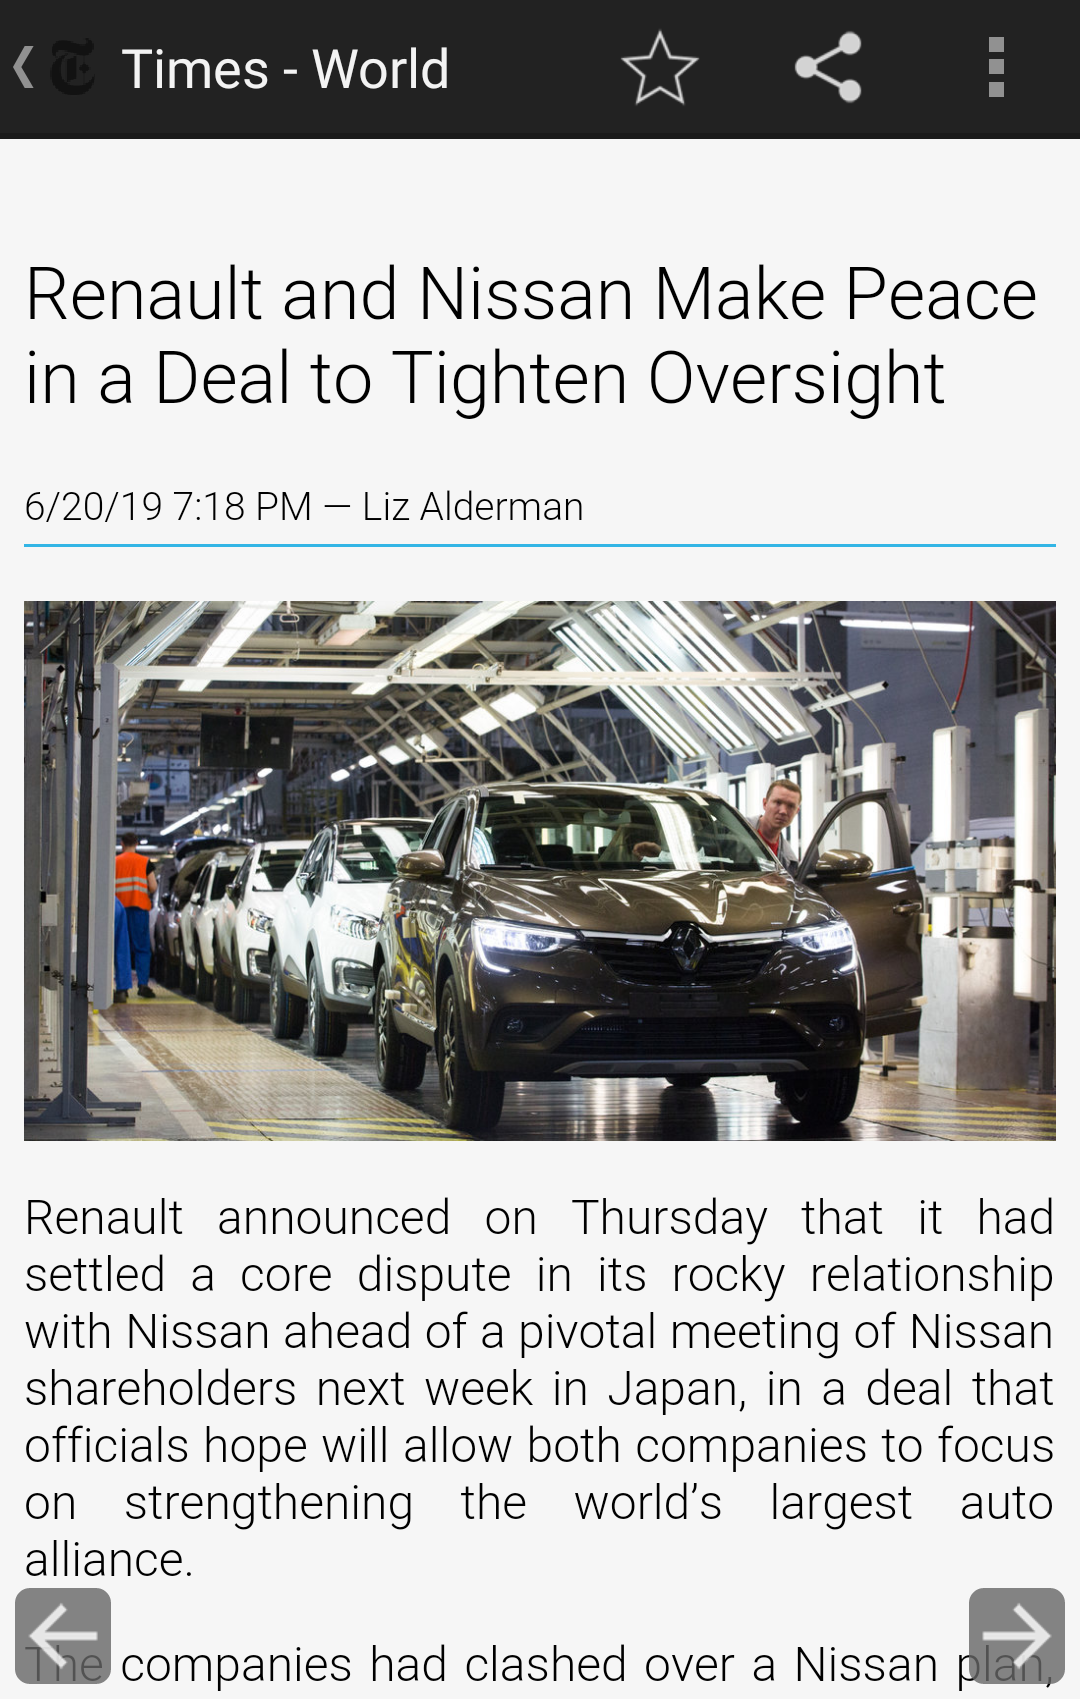 Times - World
Renault and Nissan Make Peace
in a Deal to Tighten Oversight
6/20/19 7:18 PM — Liz Alderman
Renault announced on Thursday that it had
settled a core dispute in its rocky relationship
with Nissan ahead of a pivotal meeting of Nissan
shareholders next week in Japan, in a deal that
officials hope will allow both companies to focus
on strengthening the world’s largest auto
alliance.
The companies had clashed over a Nissan plan,